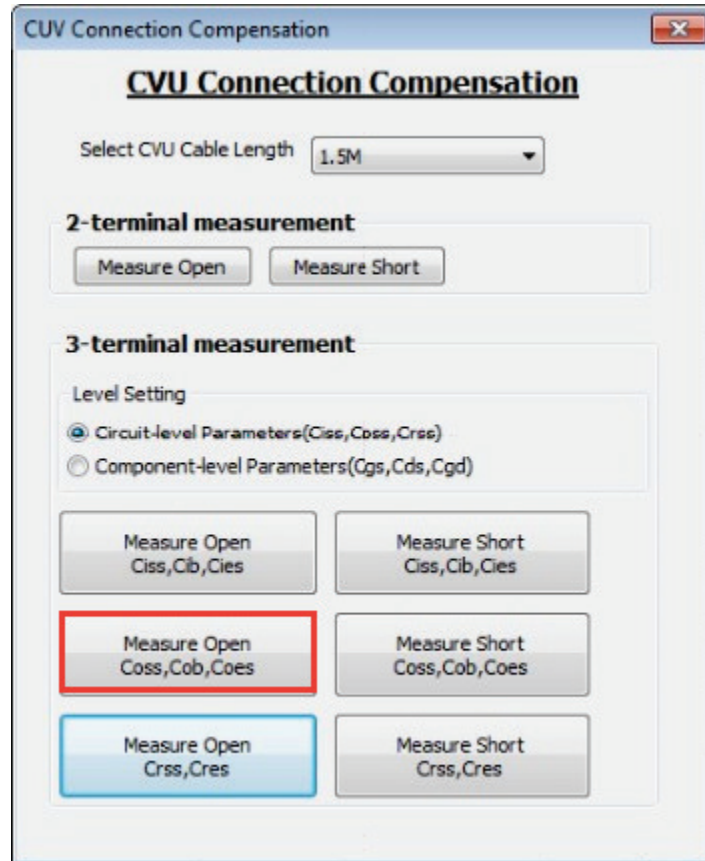 CUV Connection Compensation
CVU Connection Compensation
Select CVU Cable Length 1.5M
2-terminal measurement
Measure Open Measure Short
3-terminal measurement
Level Setting
Circuit-level Parameters(Ciss,Coss,Crss)
Component-level Parameters(Cgs,Cds,Cgd)
Measure Open
Ciss,Cib,Cies
Measure Short
Ciss,Cib,Cies
Measure Open
Coss,Cob,Coes
Measure Short
Coss,Cob,Coes
Measure Open
Crss,Cres
Measure Short
Crss,Cres